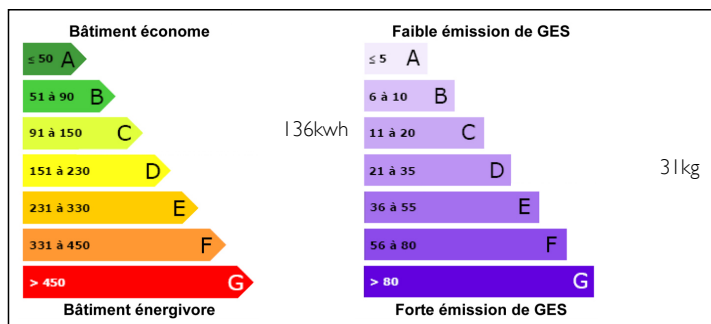 Bâtiment économe
≤ 50 A
51 à 90 B
91 à 150 C
136kwh
151 à 230 D
231 à 330 E
331 à 450 F
> 450 G
Bâtiment énergivore
Faible émission de GES
≤ 5 A
6 à 10 B
11 à 20 C
21 à 35 D
31kg
36 à 55 E
56 à 80 F
> 80 G
Forte émission de GES